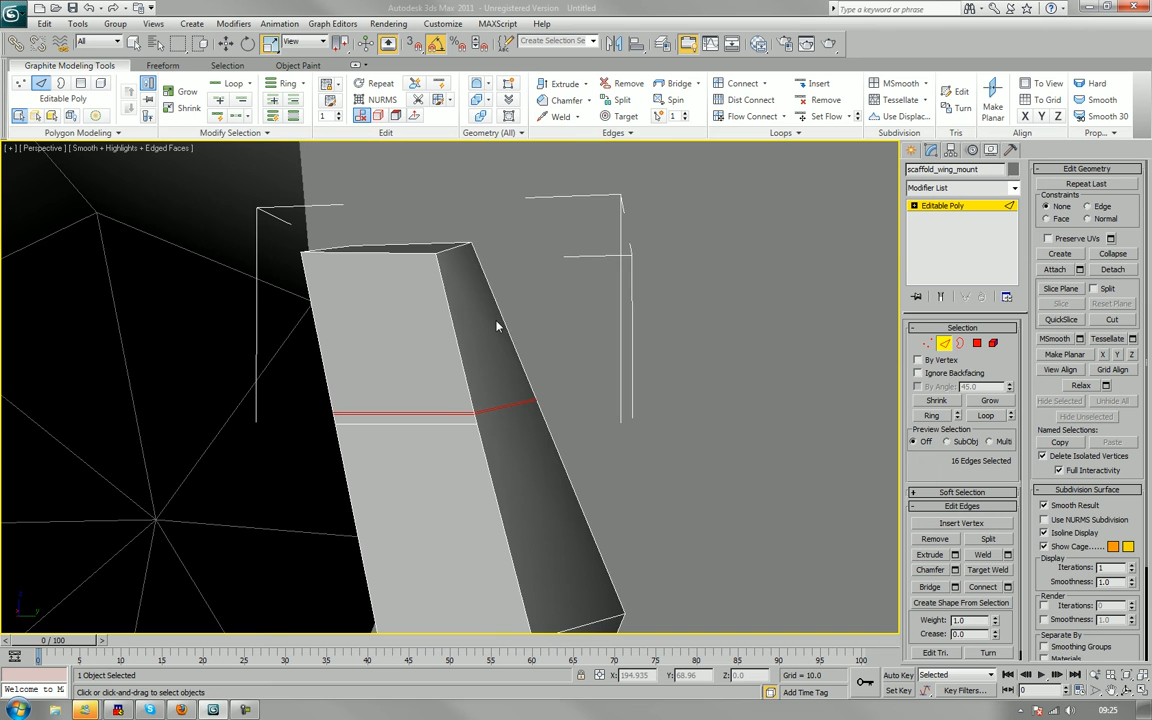 Autodesk 3ds Max 2011 - Unregistered Version Untitled
Type a keyword or phrase
Edit Tools Group Views Create Modifiers Animation Graph Editors Rendering Customize MAXScript Help
All View Create Selection Se
Graphite Modeling Tools Freeform Selection Object Paint
Loop Ring Repeat Extrude Remove Bridge Connect Insert MSmooth Edit To View Hard
Editable Poly Grow Shrink NURMS Chamfer Split Spin Dist Connect Remove Tessellate Turn Make Planar To Grid Smooth
1 Weld Target 1 Flow Connect Set Flow Use Displac... X Y Z Smooth 30
Polygon Modeling Modify Selection Edit Geometry (All) Edges Loops Subdivision Tris Align Prop...
[ + ] [ Perspective ] [ Smooth + Highlights + Edged Faces ]
scaffold_wing_mount
Modifier List
Editable Poly
Selection
By Vertex
Ignore Backfacing
By Angle: 45.0
Shrink Grow
Ring Loop
Preview Selection
Off SubObj Multi
16 Edges Selected
Soft Selection
Edit Edges
Insert Vertex
Remove Split
Extrude Weld
Chamfer Target Weld
Bridge Connect
Create Shape From Selection
Weight: 1.0
Crease: 0.0
Edit Tri. Turn
Edit Geometry
Repeat Last
Constraints
None Edge
Face Normal
Preserve UVs
Create Collapse
Attach Detach
Slice Plane Split
Slice Reset Plane
QuickSlice Cut
MSmooth Tessellate
Make Planar X Y Z
View Align Grid Align
Relax
Hide Selected Unhide All
Hide Unselected
Named Selections:
Copy Paste
Delete Isolated Vertices
Full Interactivity
Subdivision Surface
Smooth Result
Use NURMS Subdivision
Isoline Display
Show Cage......
Display
Iterations: 1
Smoothness: 1.0
Render
Iterations: 0
Smoothness: 1.0
Separate By
Smoothing Groups
Materials
z y
0 / 100
0 5 10 15 20 25 30 35 40 45 50 55 60 65 70 75 80 85 90 95 100
1 Object Selected X: 194.935 Y: 68.96 Z: 0.0 Grid = 10.0 Auto Key Selected
Welcome to M Click or click-and-drag to select objects Add Time Tag Set Key Key Filters... 0
09:25